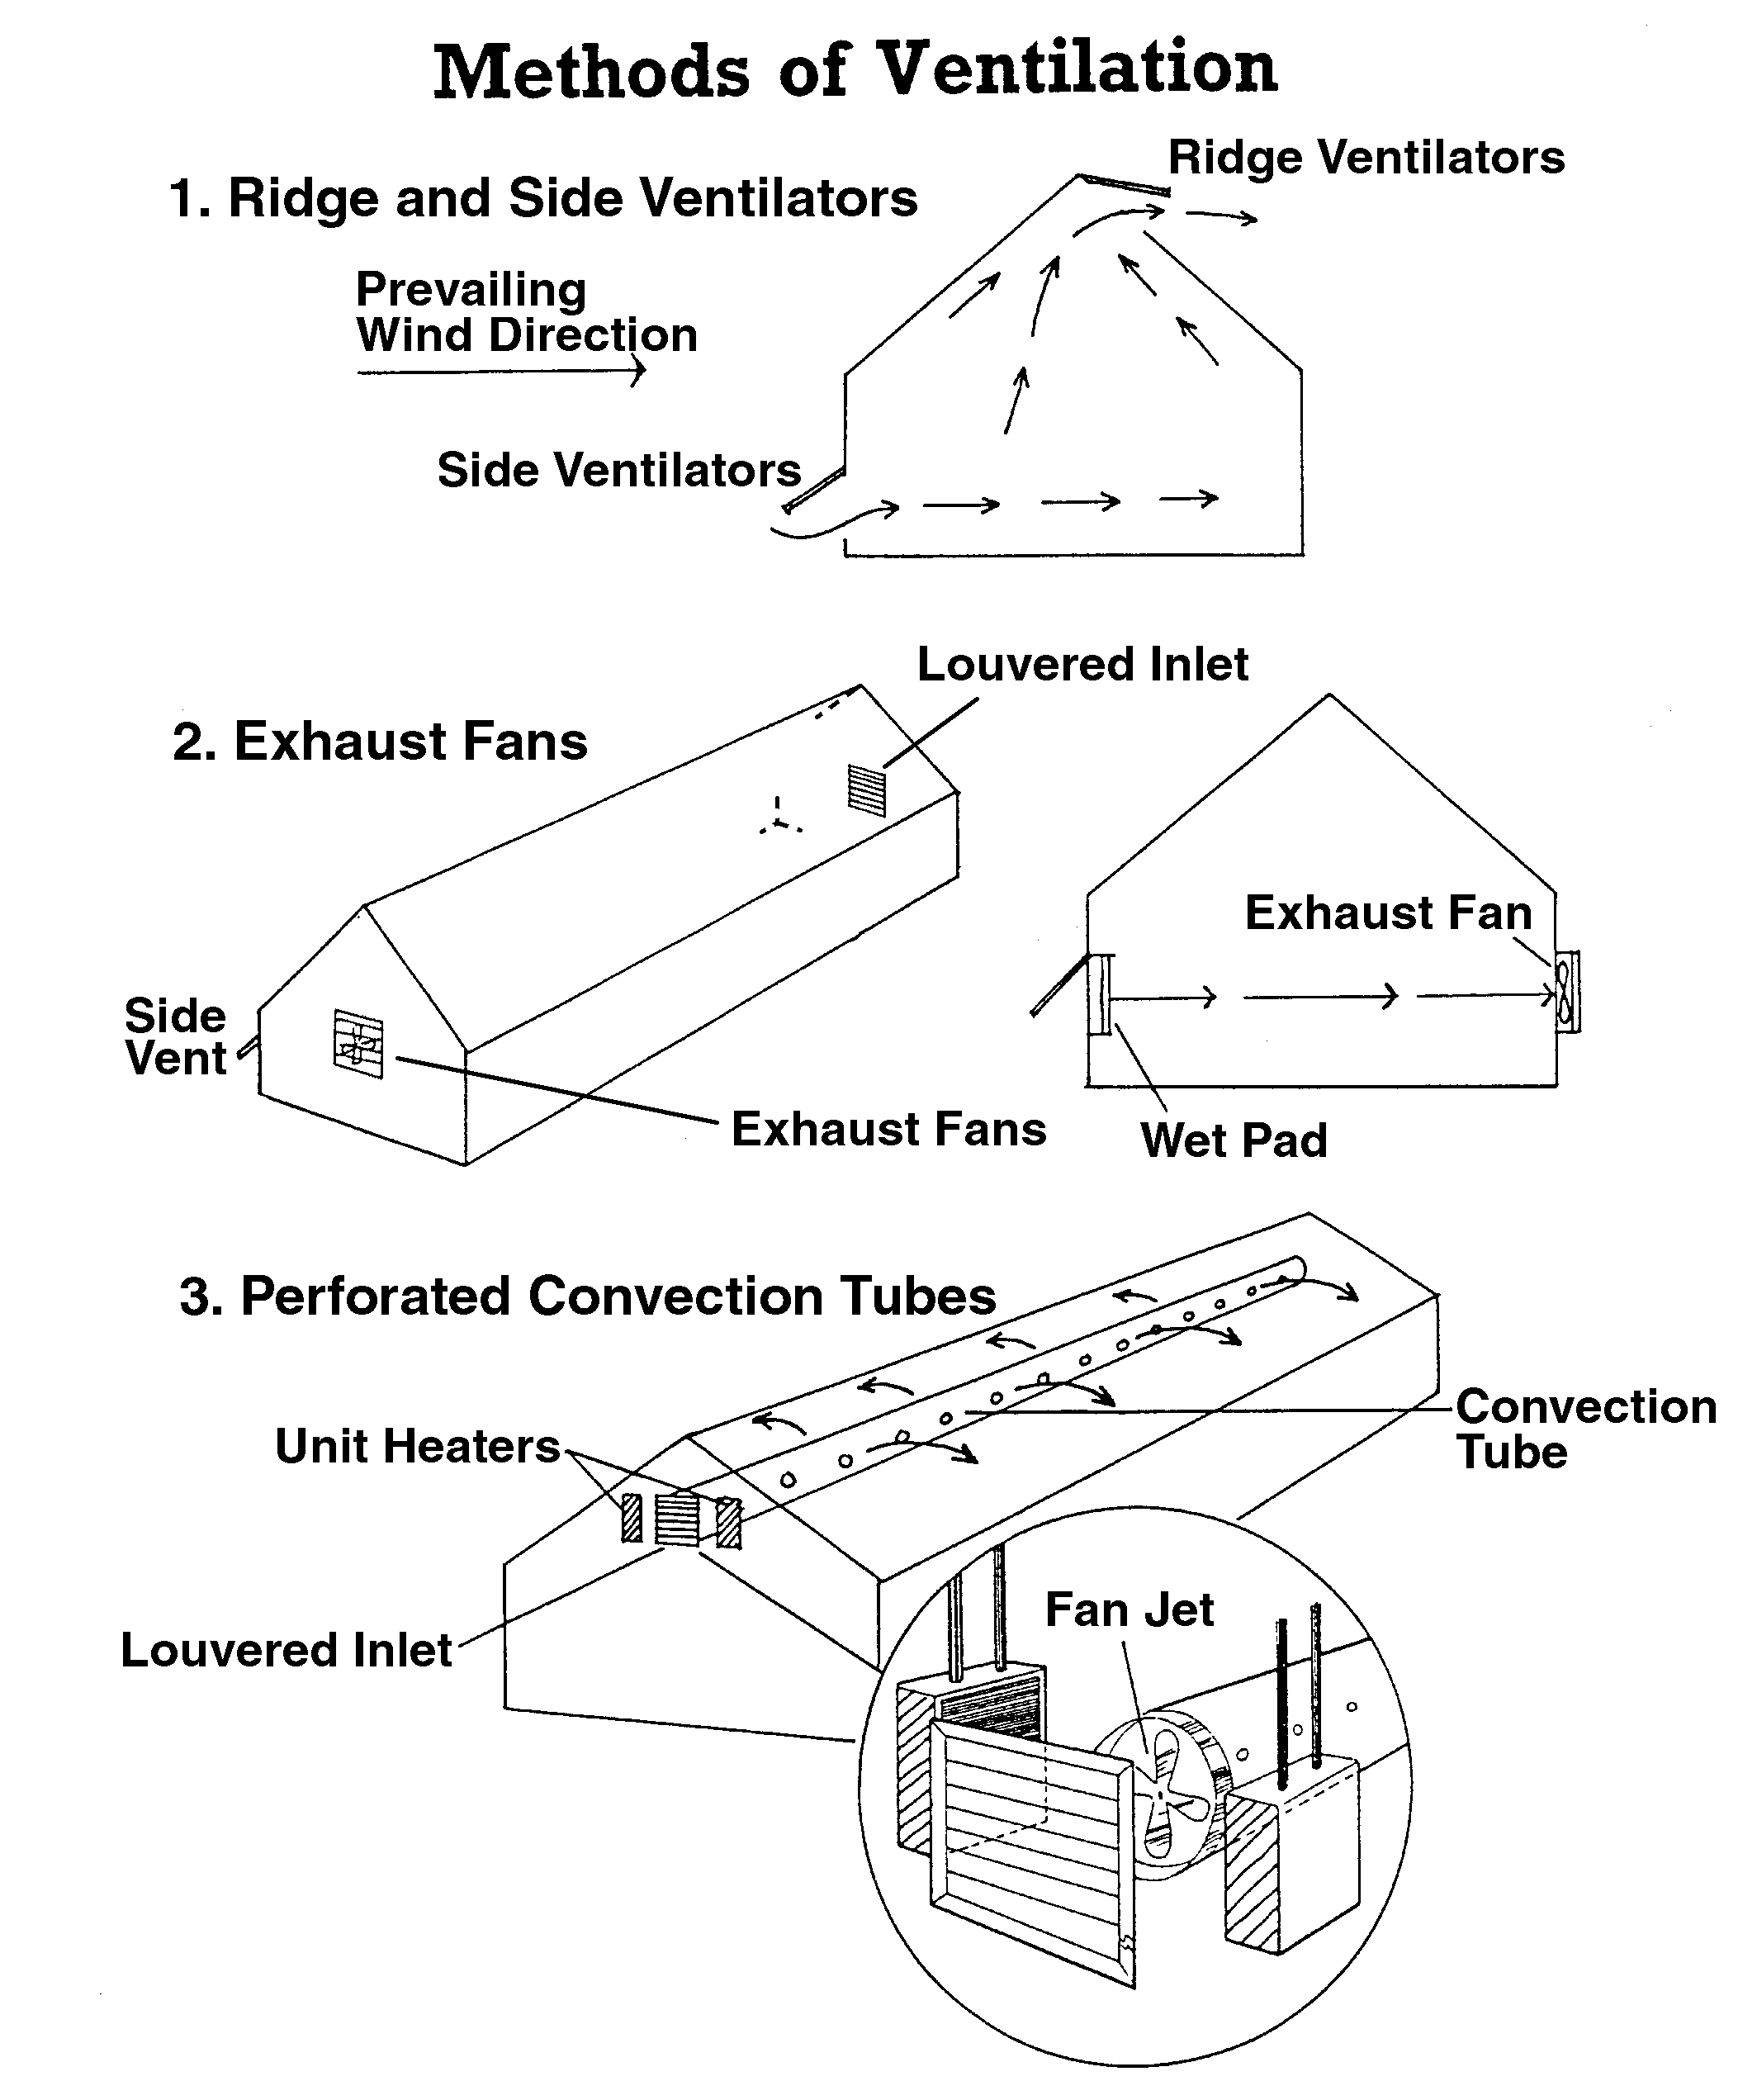 Methods of Ventilation
1. Ridge and Side Ventilators
Ridge Ventilators
Prevailing
Wind Direction
Side Ventilators
2. Exhaust Fans
Louvered Inlet
Side
Vent
Exhaust Fans
Exhaust Fan
Wet Pad
3. Perforated Convection Tubes
Unit Heaters
Convection
Tube
Louvered Inlet
Fan Jet